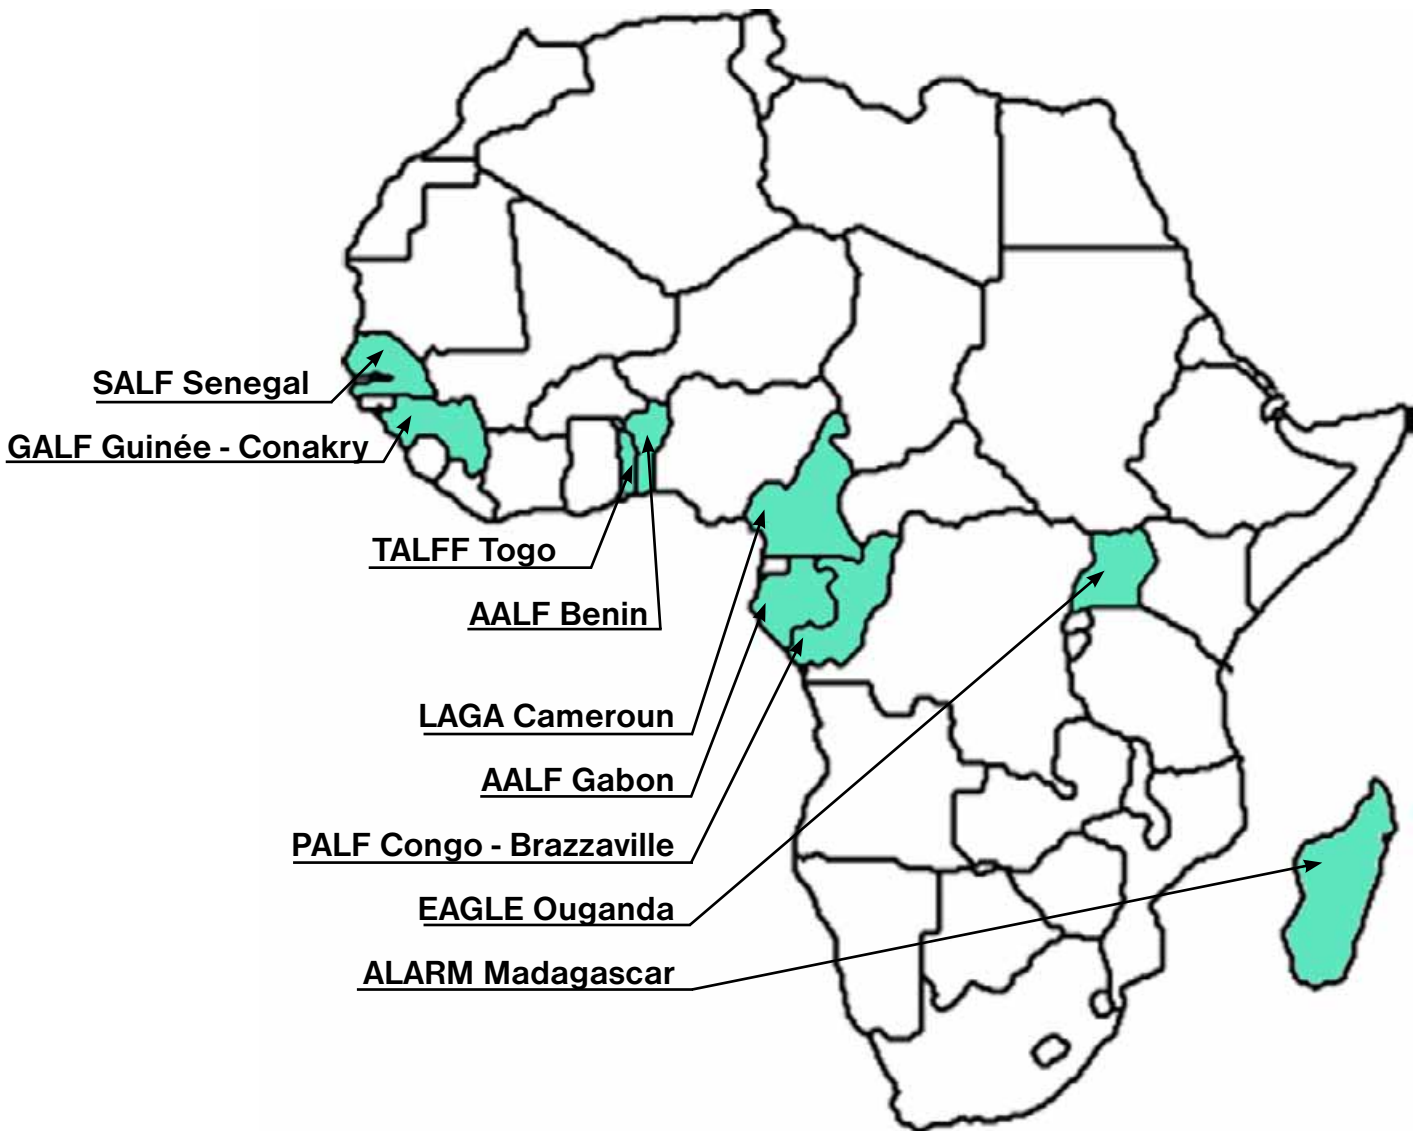 SALF Senegal
GALF Guinée - Conakry
TALFF Togo
AALF Benin
LAGA Cameroun
AALF Gabon
PALF Congo - Brazzaville
EAGLE Ouganda
ALARM Madagascar